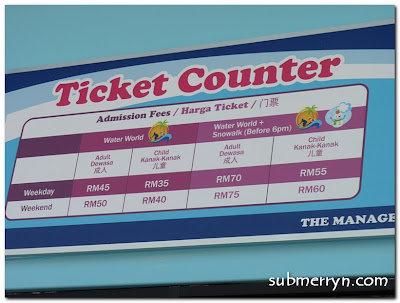 Ticket Counter
Admission Fees / Harga Ticket / 门票
Water World
Water World +
Snowalk (Before 6pm)
Adult
Dewasa
成人
Child
Kanak-Kanak
儿童
Adult
Dewasa
成人
Child
Kanak-Kanak
儿童
Weekday RM45 RM35 RM70 RM55
Weekend RM50 RM40 RM75 RM60
THE MANAGE
submerryn.com